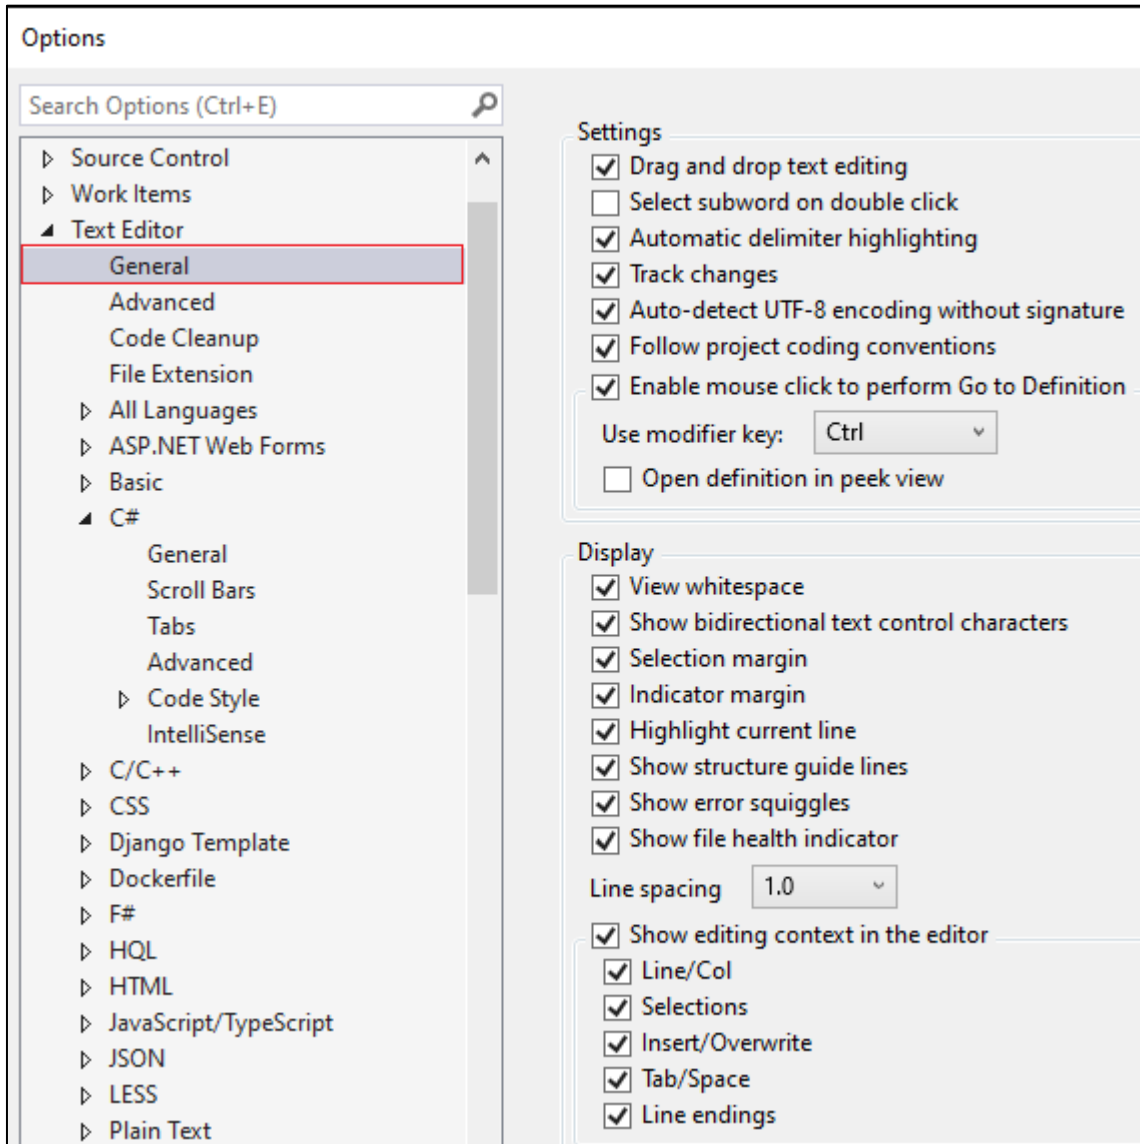 Options
Search Options (Ctrl+E)
Source Control
Work Items
Text Editor
General
Advanced
Code Cleanup
File Extension
All Languages
ASP.NET Web Forms
Basic
C#
General
Scroll Bars
Tabs
Advanced
Code Style
IntelliSense
C/C++
CSS
Django Template
Dockerfile
F#
HQL
HTML
JavaScript/TypeScript
JSON
LESS
Plain Text
Settings
Drag and drop text editing
Select subword on double click
Automatic delimiter highlighting
Track changes
Auto-detect UTF-8 encoding without signature
Follow project coding conventions
Enable mouse click to perform Go to Definition
Use modifier key: Ctrl
Open definition in peek view
Display
View whitespace
Show bidirectional text control characters
Selection margin
Indicator margin
Highlight current line
Show structure guide lines
Show error squiggles
Show file health indicator
Line spacing 1.0
Show editing context in the editor
Line/Col
Selections
Insert/Overwrite
Tab/Space
Line endings